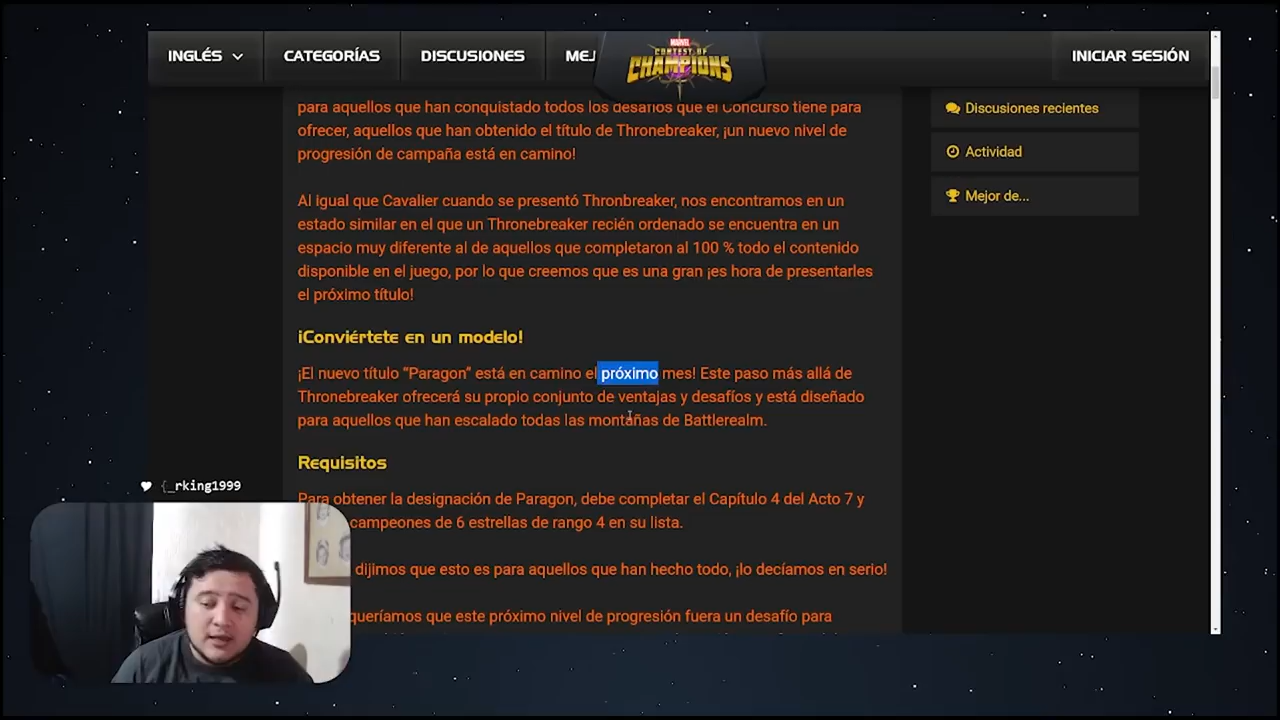 INGLÉS
CATEGORÍAS
DISCUSIONES
MEJ
MARVEL
CONTEST OF
CHAMPIONS
INICIAR SESIÓN
para aquellos que han conquistado todos los desafíos que el Concurso tiene para
ofrecer, aquellos que han obtenido el título de Thronebreaker, ¡un nuevo nivel de
progresión de campaña está en camino!
Al igual que Cavalier cuando se presentó Thronbreaker, nos encontramos en un
estado similar en el que un Thronebreaker recién ordenado se encuentra en un
espacio muy diferente al de aquellos que completaron al 100 % todo el contenido
disponible en el juego, por lo que creemos que es una gran ¡es hora de presentarles
el próximo título!
¡Conviértete en un modelo!
¡El nuevo título “Paragon” está en camino el próximo mes! Este paso más allá de
Thronebreaker ofrecerá su propio conjunto de ventajas y desafíos y está diseñado
para aquellos que han escalado todas las montañas de Battlerealm.
Requisitos
Para obtener la designación de Paragon, debe completar el Capítulo 4 del Acto 7 y
campeones de 6 estrellas de rango 4 en su lista.
dijimos que esto es para aquellos que han hecho todo, ¡lo decíamos en serio!
queríamos que este próximo nivel de progresión fuera un desafío para
Discusiones recientes
Actividad
Mejor de...
{_rking1999